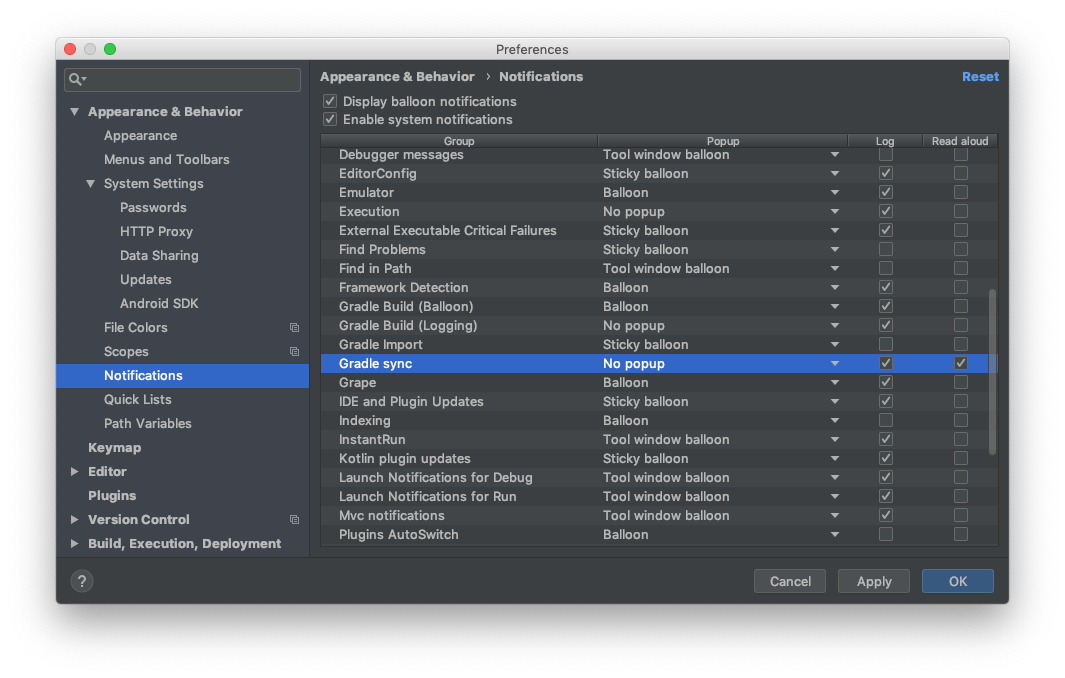 Preferences
Appearance & Behavior
Appearance
Menus and Toolbars
System Settings
Passwords
HTTP Proxy
Data Sharing
Updates
Android SDK
File Colors
Scopes
Notifications
Quick Lists
Path Variables
Keymap
Editor
Plugins
Version Control
Build, Execution, Deployment
Appearance & Behavior › Notifications Reset
Display balloon notifications
Enable system notifications
Group Popup Log Read aloud
Debugger messages Tool window balloon
EditorConfig Sticky balloon
Emulator Balloon
Execution No popup
External Executable Critical Failures Sticky balloon
Find Problems Sticky balloon
Find in Path Tool window balloon
Framework Detection Balloon
Gradle Build (Balloon) Balloon
Gradle Build (Logging) No popup
Gradle Import Sticky balloon
Gradle sync No popup
Grape Balloon
IDE and Plugin Updates Sticky balloon
Indexing Balloon
InstantRun Tool window balloon
Kotlin plugin updates Sticky balloon
Launch Notifications for Debug Tool window balloon
Launch Notifications for Run Tool window balloon
Mvc notifications Tool window balloon
Plugins AutoSwitch Balloon
? Cancel Apply OK